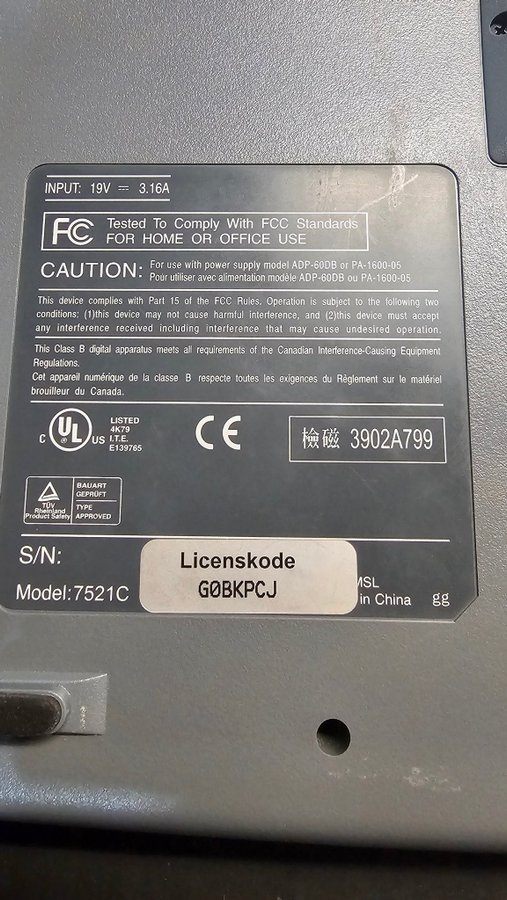 INPUT: 19V ⎓ 3.16A
FC Tested To Comply With FCC Standards
FOR HOME OR OFFICE USE
CAUTION: For use with power supply model ADP-60DB or PA-1600-05
Pour utiliser avec alimentation modèle ADP-60DB ou PA-1600-05
This device complies with Part 15 of the FCC Rules, Operation is subject to the following two
conditions: (1)this device may not cause harmful interference, and (2)this device must accept
any interference received including interference that may cause undesired operation.
This Class B digital apparatus meets all requirements of the Canadian Interference-Causing Equipment
Regulations.
Cet appareil numérique de la classe B respecte toutes les exigences du Règlement sur le matériel
brouilleur du Canada.
C UL US LISTED
4K79
I.T.E.
E139765
CE
檢磁 3902A799
TÜV
Rheinland
Product Safety
BAUART
GEPRÜFT
TYPE
APPROVED
S/N:
Licenskode
G0BKPCJ
Model:7521C
MSL
in China gg